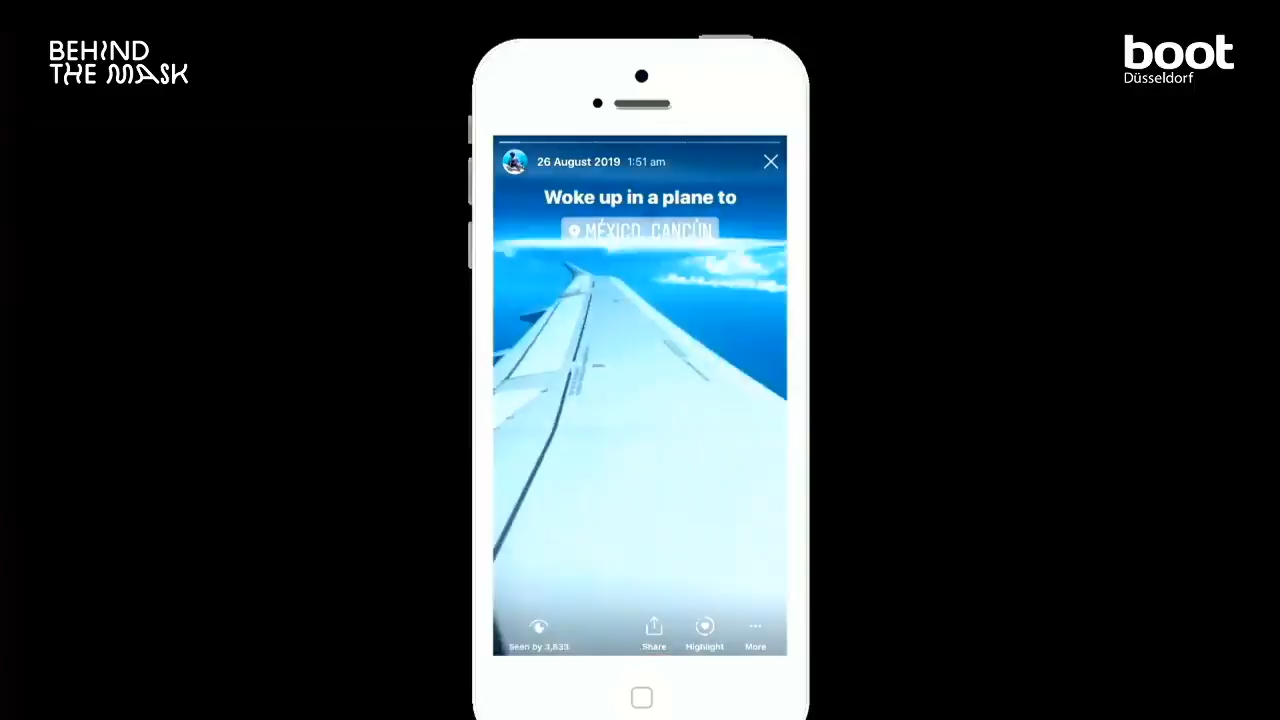 BEHIND
THE MASK
boot
Düsseldorf
26 August 2019 1:51 am
Woke up in a plane to
MÉXICO, CANCÚN
Seen by 3,833
Share
Highlight
More